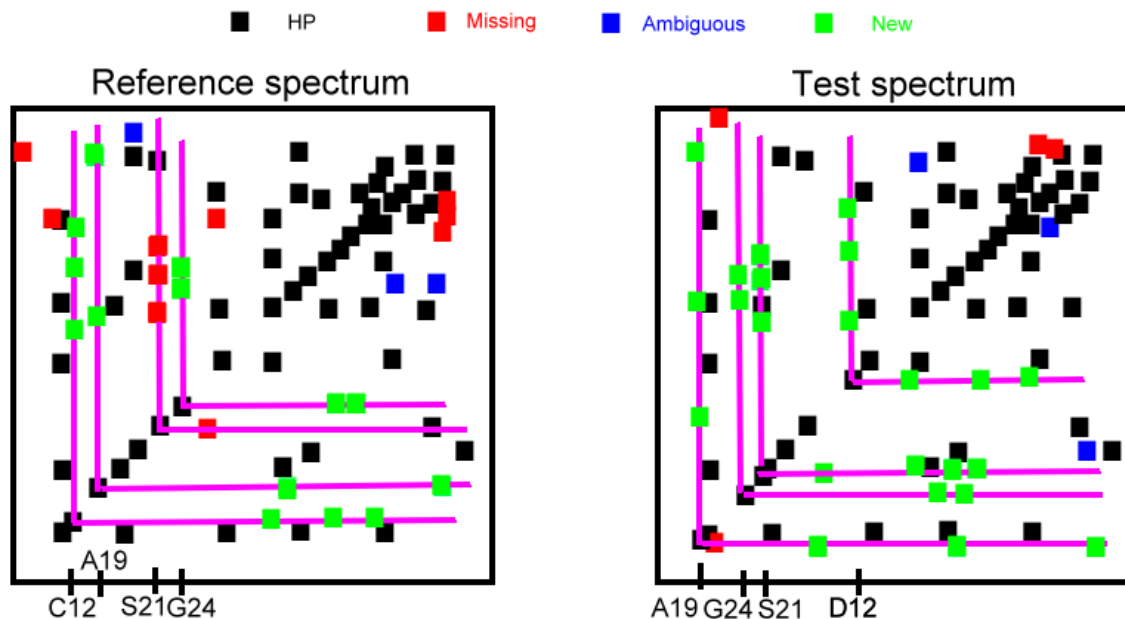 HP Missing Ambiguous New
Reference spectrum Test spectrum
A19
C12 S21 G24
A19 G24 S21 D12